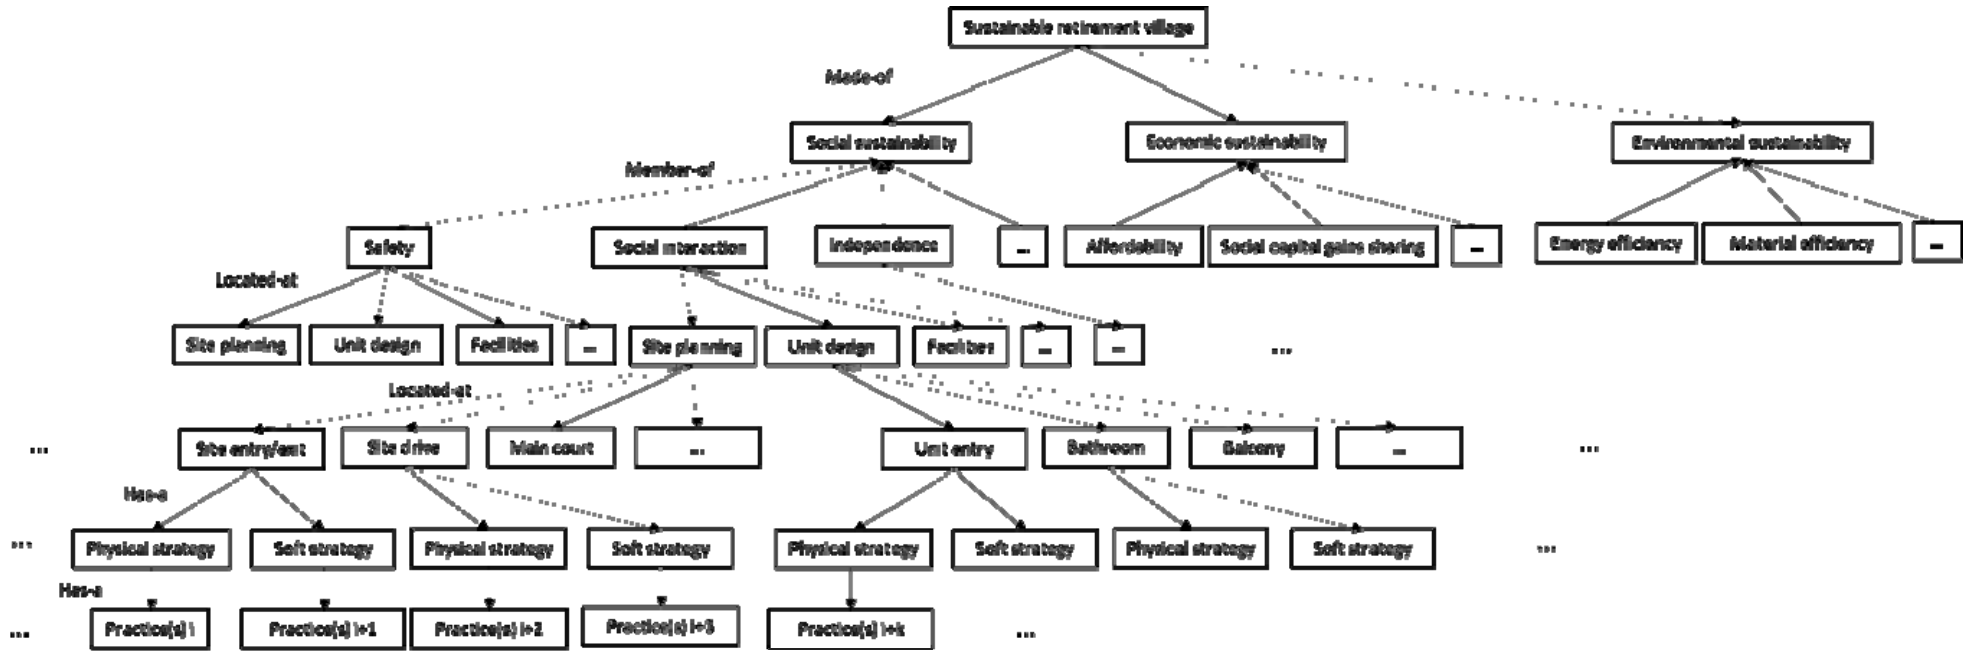 Sustainable retirement village
Made-of
Social sustainability
Economic sustainability
Environmental sustainability
Member-of
Safety
Social interaction
Independence
...
Affordability
Social capital gains sharing
...
Energy efficiency
Material efficiency
...
Located-at
Site planning
Unit design
Facilities
...
Site planning
Unit design
Facilities
...
...
...
Located-at
...
Site entry/exit
Site drive
Main court
...
Unit entry
Bathroom
Balcony
...
...
Has-a
...
Physical strategy
Soft strategy
Physical strategy
Soft strategy
Physical strategy
Soft strategy
Physical strategy
Soft strategy
...
Has-a
...
Practice(s) i
Practice(s) i+1
Practice(s) i+2
Practice(s) i+3
Practice(s) i+k
...